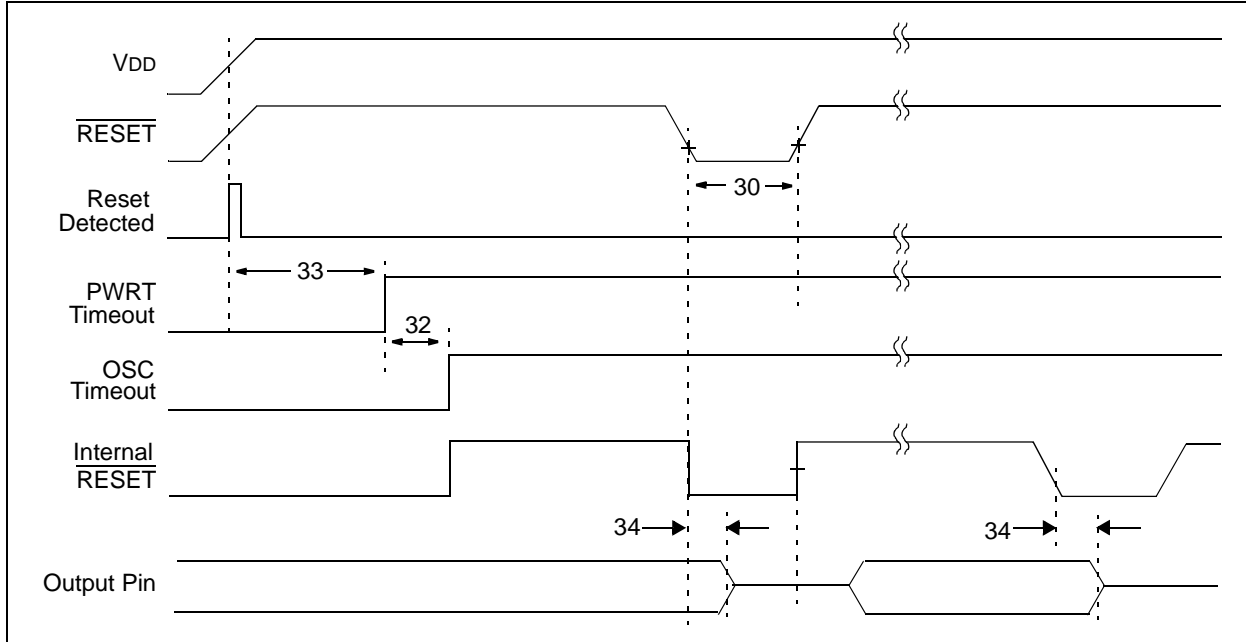 VDD
RESET
30
Reset
Detected
33
PWRT
Timeout
32
OSC
Timeout
Internal
RESET
34
34
Output Pin